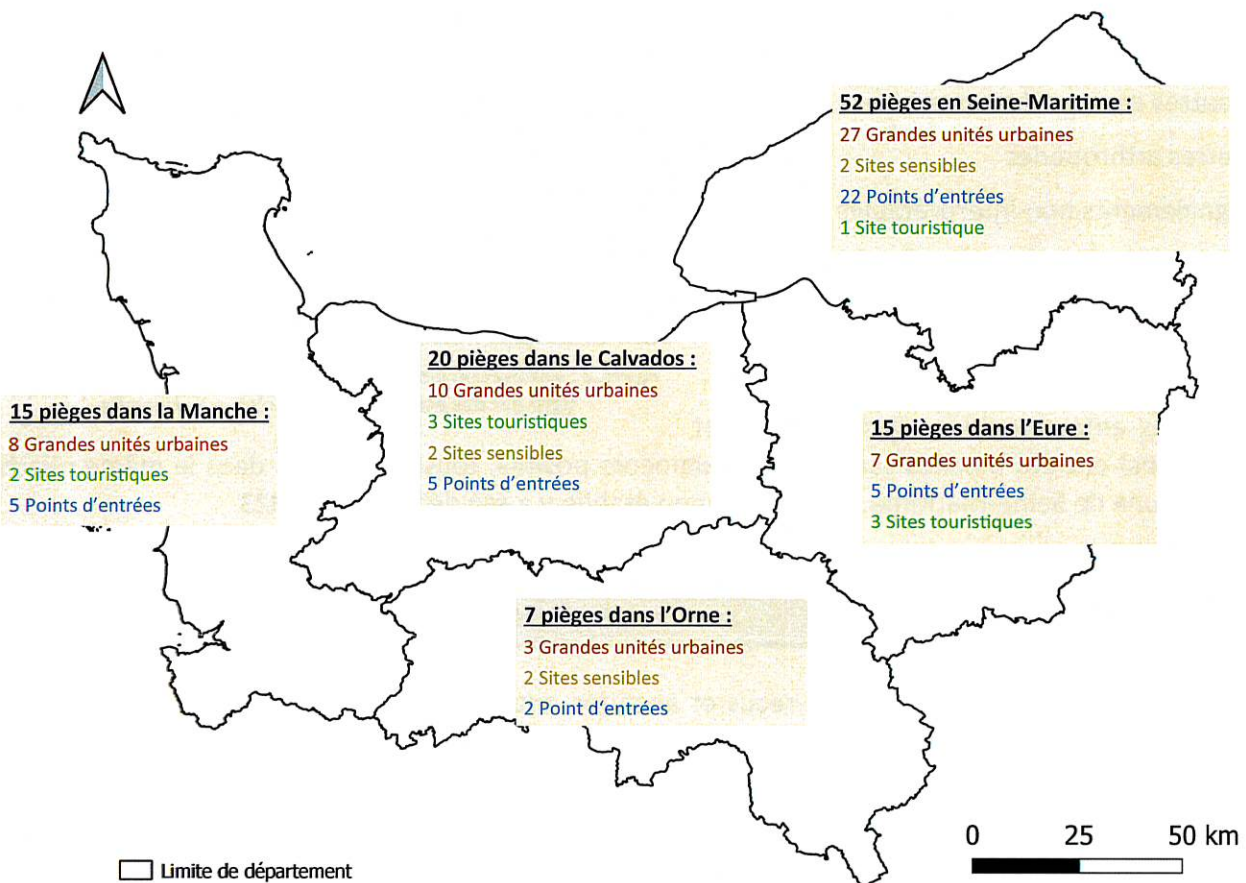 52 pièges en Seine-Maritime :
27 Grandes unités urbaines
2 Sites sensibles
22 Points d'entrées
1 Site touristique
20 pièges dans le Calvados :
10 Grandes unités urbaines
3 Sites touristiques
2 Sites sensibles
5 Points d'entrées
15 pièges dans la Manche :
8 Grandes unités urbaines
2 Sites touristiques
5 Points d'entrées
15 pièges dans l'Eure :
7 Grandes unités urbaines
5 Points d'entrées
3 Sites touristiques
7 pièges dans l'Orne :
3 Grandes unités urbaines
2 Sites sensibles
2 Point d'entrées
0 25 50 km
Limite de département